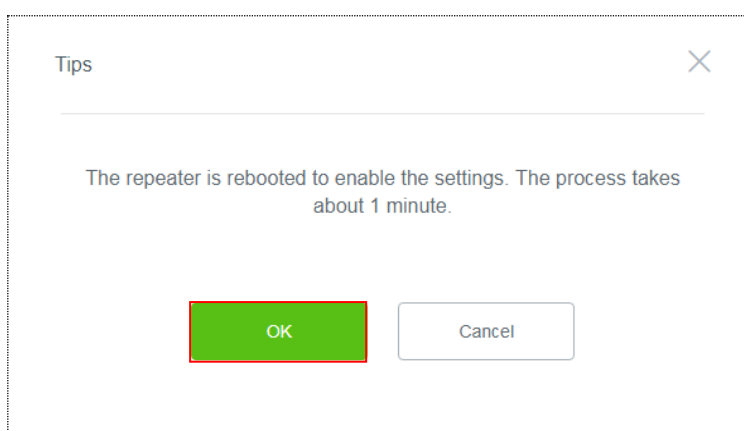 Tips
The repeater is rebooted to enable the settings. The process takes
about 1 minute.
OK
Cancel